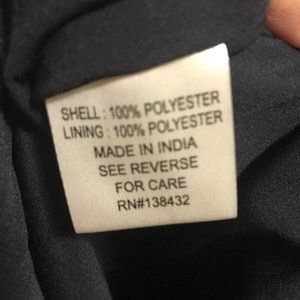 SHELL : 100% POLYESTER
LINING : 100% POLYESTER
MADE IN INDIA
SEE REVERSE
FOR CARE
RN#138432